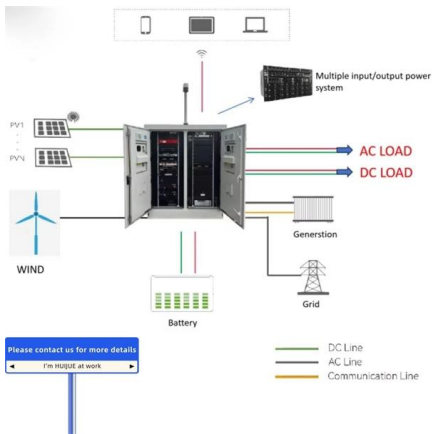 Multiple input/output power
system
PV1
PVN
AC LOAD
DC LOAD
WIND
Generstion
Grid
Battery
Please contact us for more details
I'm HUIJUE at work
DC Line
AC Line
Communication Line